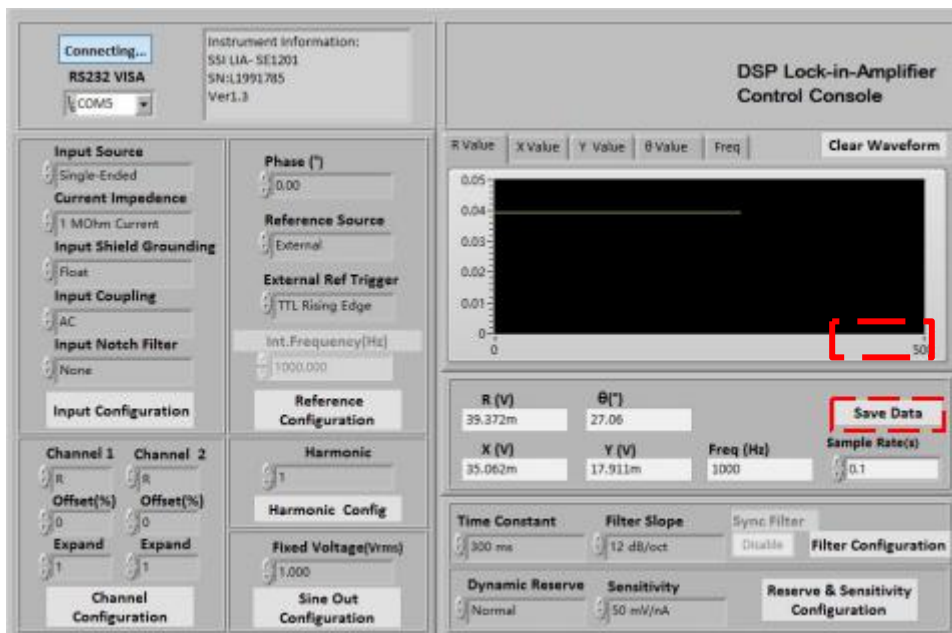 Connecting...
RS232 VISA
COM5
Instrument Information:
SSI LIA- SE1201
SN:L1991785
Ver1.3
DSP Lock-in-Amplifier
Control Console
Input Source
Single-Ended
Current Impedence
1 MOhm Current
Input Shield Grounding
Float
Input Coupling
AC
Input Notch Filter
None
Input Configuration
Phase (°)
0.00
Reference Source
External
External Ref Trigger
TTL Rising Edge
Int.Frequency(Hz)
1000.000
Reference
Configuration
R Value X Value Y Value θ Value Freq Clear Waveform
0.05
0.04
0.03
0.02
0.01
0
0 500
R (V) θ(°)
39.372m 27.06 Save Data
X (V) Y (V) Freq (Hz) Sample Rate(s)
35.062m 17.911m 1000 0.1
Channel 1 Channel 2
R R
Offset(%) Offset(%)
0 0
Expand Expand
1 1
Channel
Configuration
Harmonic
1
Harmonic Config
Fixed Voltage(Vrms)
1.000
Sine Out
Configuration
Time Constant Filter Slope Sync Filter
300 ms 12 dB/oct Disable Filter Configuration
Dynamic Reserve Sensitivity Reserve & Sensitivity
Normal 50 mV/nA Configuration